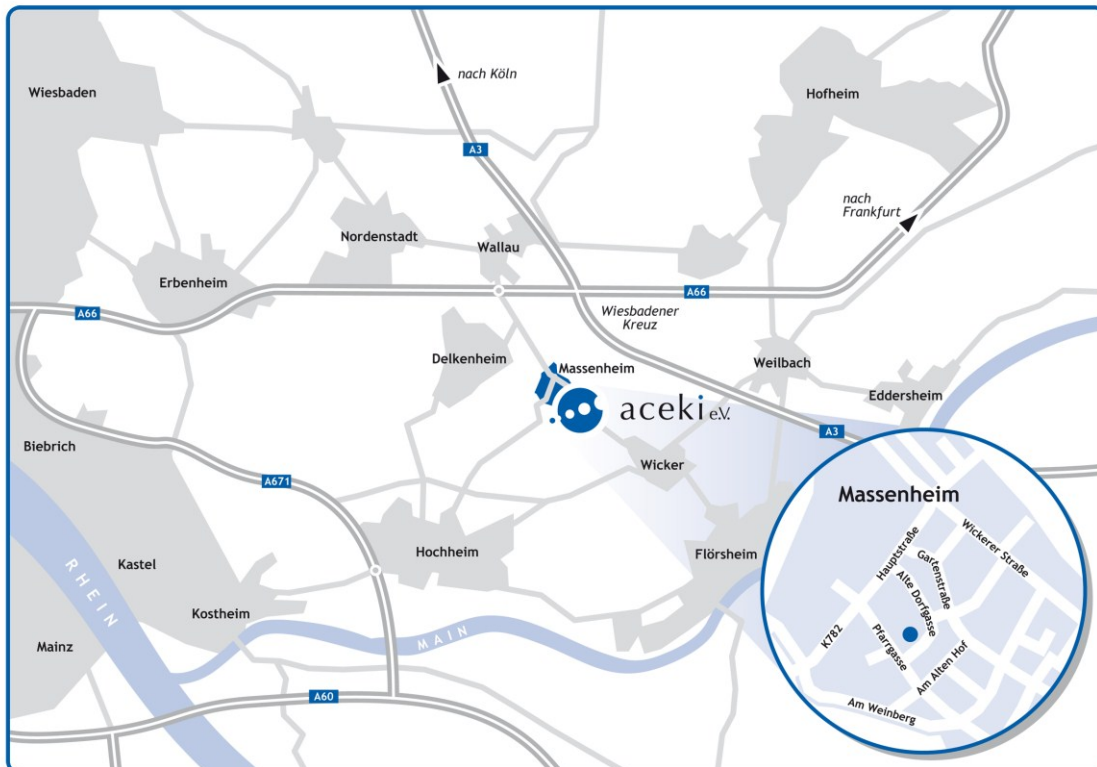 nach Köln
Wiesbaden
Hofheim
A3
nach
Frankfurt
Nordenstadt
Wallau
Erbenheim
A66
A66
Wiesbadener
Kreuz
Delkenheim
Massenheim
Weilbach
Eddersheim
aceki e.V.
A3
Biebrich
Wicker
A671
Massenheim
Hochheim
Flörsheim
Wickerer Straße
Hauptstraße
Gartenstraße
Alte Dorfgasse
Kastel
RHEIN
Kostheim
MAIN
Mainz
K782
Pfarrgasse
Am Alten Hof
A60
Am Weinberg